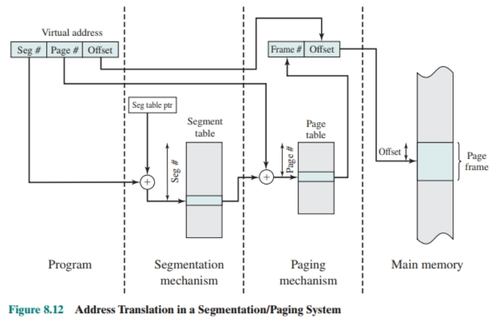 Virtual address
Seg # Page # Offset
Frame # Offset
Seg table ptr
Segment
table
Page
table
Seg #
Page #
Offset
Page
frame
Program
Segmentation
mechanism
Paging
mechanism
Main memory
Figure 8.12 Address Translation in a Segmentation/Paging System